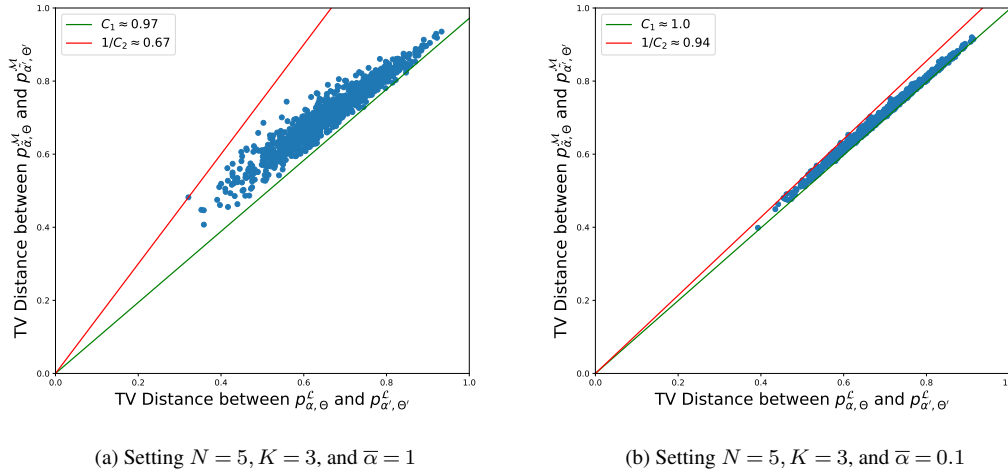 C₁ ≈ 0.97
1/C₂ ≈ 0.67
1.0
0.8
0.6
0.4
0.2
0.0
0.0 0.2 0.4 0.6 0.8 1.0
TV Distance between p^ℒ_{α,Θ} and p^ℒ_{α′,Θ′}
TV Distance between p^ℳ_{α̃,Θ} and p^ℳ_{α̃′,Θ′}
(a) Setting N = 5, K = 3, and α̅ = 1
C₁ ≈ 1.0
1/C₂ ≈ 0.94
1.0
0.8
0.6
0.4
0.2
0.0
0.0 0.2 0.4 0.6 0.8 1.0
TV Distance between p^ℒ_{α,Θ} and p^ℒ_{α′,Θ′}
TV Distance between p^ℳ_{α̃,Θ} and p^ℳ_{α̃′,Θ′}
(b) Setting N = 5, K = 3, and α̅ = 0.1